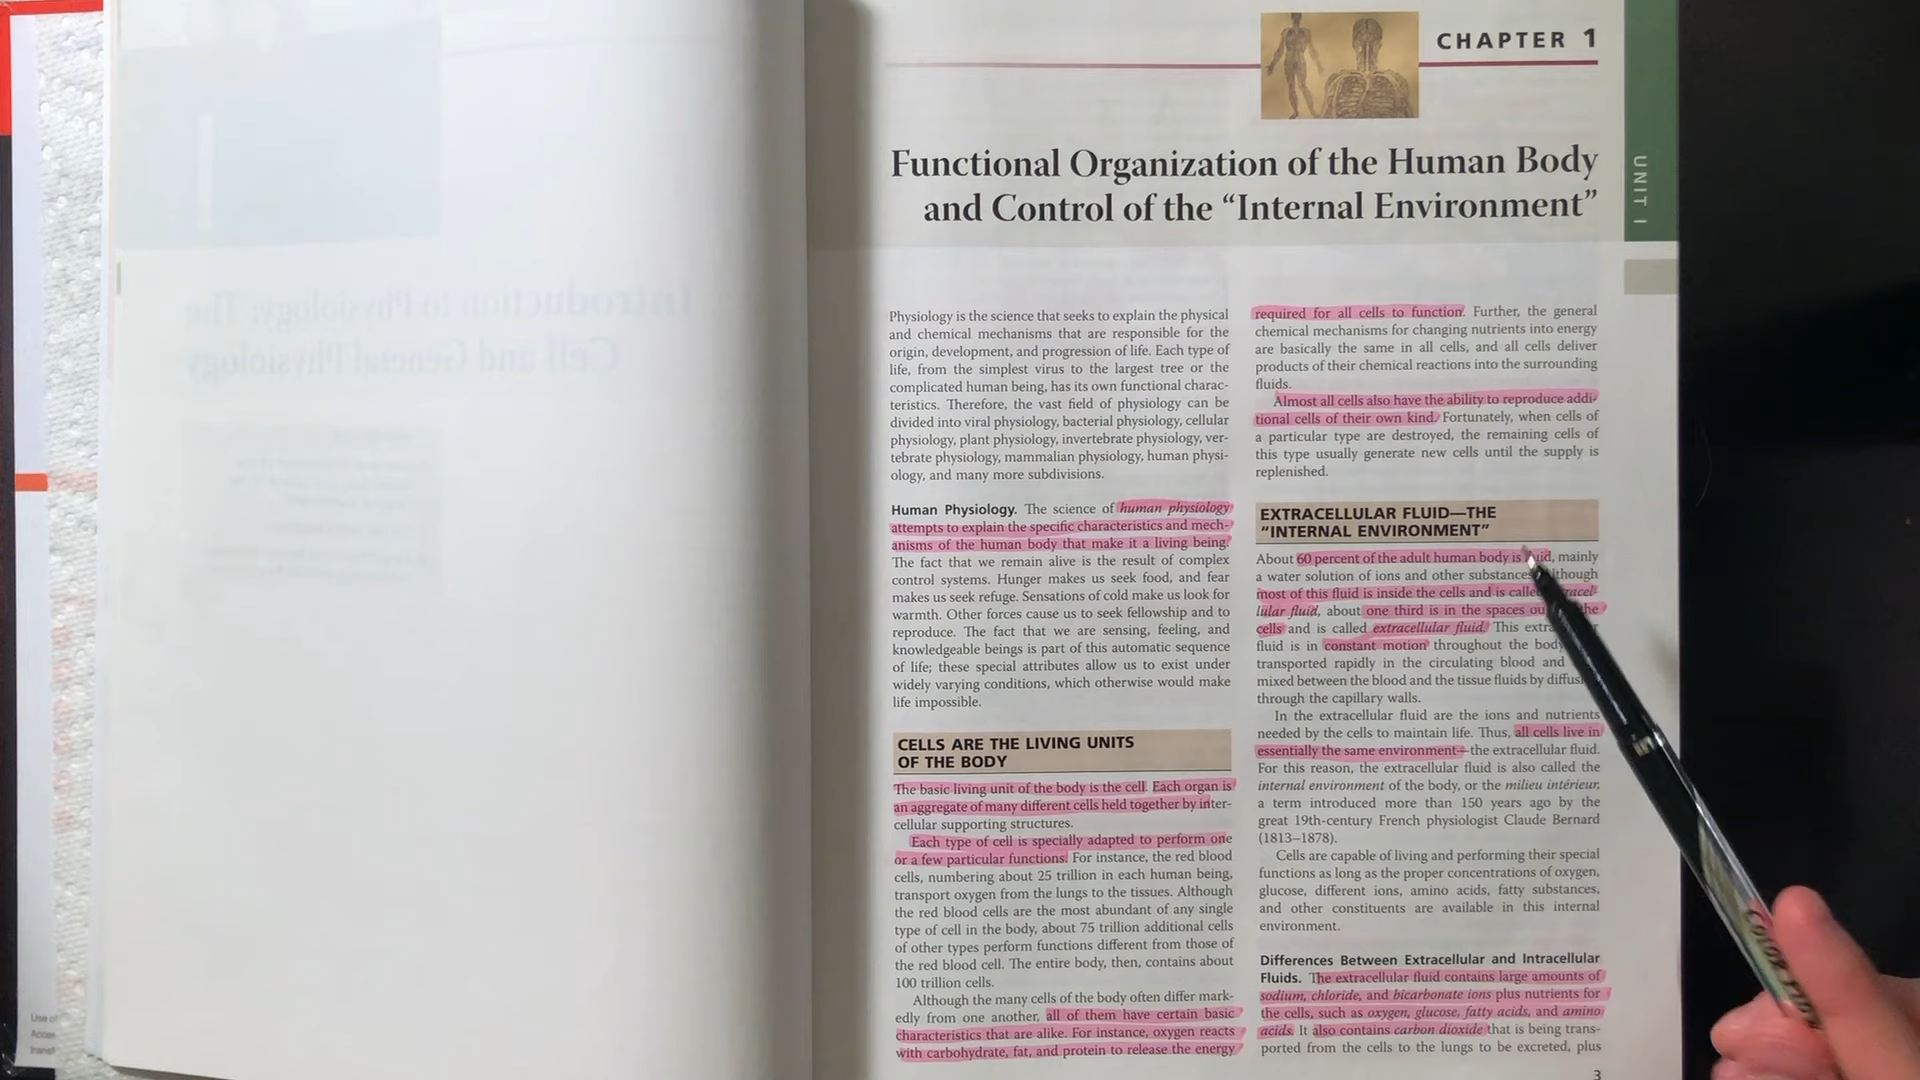 CHAPTER 1
UNIT I
Functional Organization of the Human Body
and Control of the “Internal Environment”
Physiology is the science that seeks to explain the physical
and chemical mechanisms that are responsible for the
origin, development, and progression of life. Each type of
life, from the simplest virus to the largest tree or the
complicated human being, has its own functional charac-
teristics. Therefore, the vast field of physiology can be
divided into viral physiology, bacterial physiology, cellular
physiology, plant physiology, invertebrate physiology, ver-
tebrate physiology, mammalian physiology, human physi-
ology, and many more subdivisions.
Human Physiology. The science of human physiology
attempts to explain the specific characteristics and mech-
anisms of the human body that make it a living being.
The fact that we remain alive is the result of complex
control systems. Hunger makes us seek food, and fear
makes us seek refuge. Sensations of cold make us look for
warmth. Other forces cause us to seek fellowship and to
reproduce. The fact that we are sensing, feeling, and
knowledgeable beings is part of this automatic sequence
of life; these special attributes allow us to exist under
widely varying conditions, which otherwise would make
life impossible.
CELLS ARE THE LIVING UNITS
OF THE BODY
The basic living unit of the body is the cell. Each organ is
an aggregate of many different cells held together by inter-
cellular supporting structures.
Each type of cell is specially adapted to perform one
or a few particular functions. For instance, the red blood
cells, numbering about 25 trillion in each human being,
transport oxygen from the lungs to the tissues. Although
the red blood cells are the most abundant of any single
type of cell in the body, about 75 trillion additional cells
of other types perform functions different from those of
the red blood cell. The entire body, then, contains about
100 trillion cells.
Although the many cells of the body often differ mark-
edly from one another, all of them have certain basic
characteristics that are alike. For instance, oxygen reacts
with carbohydrate, fat, and protein to release the energy
required for all cells to function. Further, the general
chemical mechanisms for changing nutrients into energy
are basically the same in all cells, and all cells deliver
products of their chemical reactions into the surrounding
fluids.
Almost all cells also have the ability to reproduce addi-
tional cells of their own kind. Fortunately, when cells of
a particular type are destroyed, the remaining cells of
this type usually generate new cells until the supply is
replenished.
EXTRACELLULAR FLUID—THE
“INTERNAL ENVIRONMENT”
About 60 percent of the adult human body is fluid, mainly
a water solution of ions and other substances. Although
most of this fluid is inside the cells and is called
lular fluid, about one third is in the spaces the
cells and is called extracellular fluid. This
fluid is in constant motion throughout the body
transported rapidly in the circulating blood and
mixed between the blood and the tissue fluids by
through the capillary walls.
In the extracellular fluid are the ions and nutrients
needed by the cells to maintain life. Thus, all cells live in
essentially the same environment—the extracellular fluid.
For this reason, the extracellular fluid is also called the
internal environment of the body, or the milieu intérieur,
a term introduced more than 150 years ago by the
great 19th-century French physiologist Claude Bernard
(1813–1878).
Cells are capable of living and performing their special
functions as long as the proper concentrations of oxygen,
glucose, different ions, amino acids, fatty substances,
and other constituents are available in this internal
environment.
Differences Between Extracellular and Intracellular
Fluids. The extracellular fluid contains large amounts of
sodium, chloride, and bicarbonate ions plus nutrients for
the cells, such as oxygen, glucose, fatty acids, and amino
acids. It also contains carbon dioxide that is being trans-
ported from the cells to the lungs to be excreted, plus
3